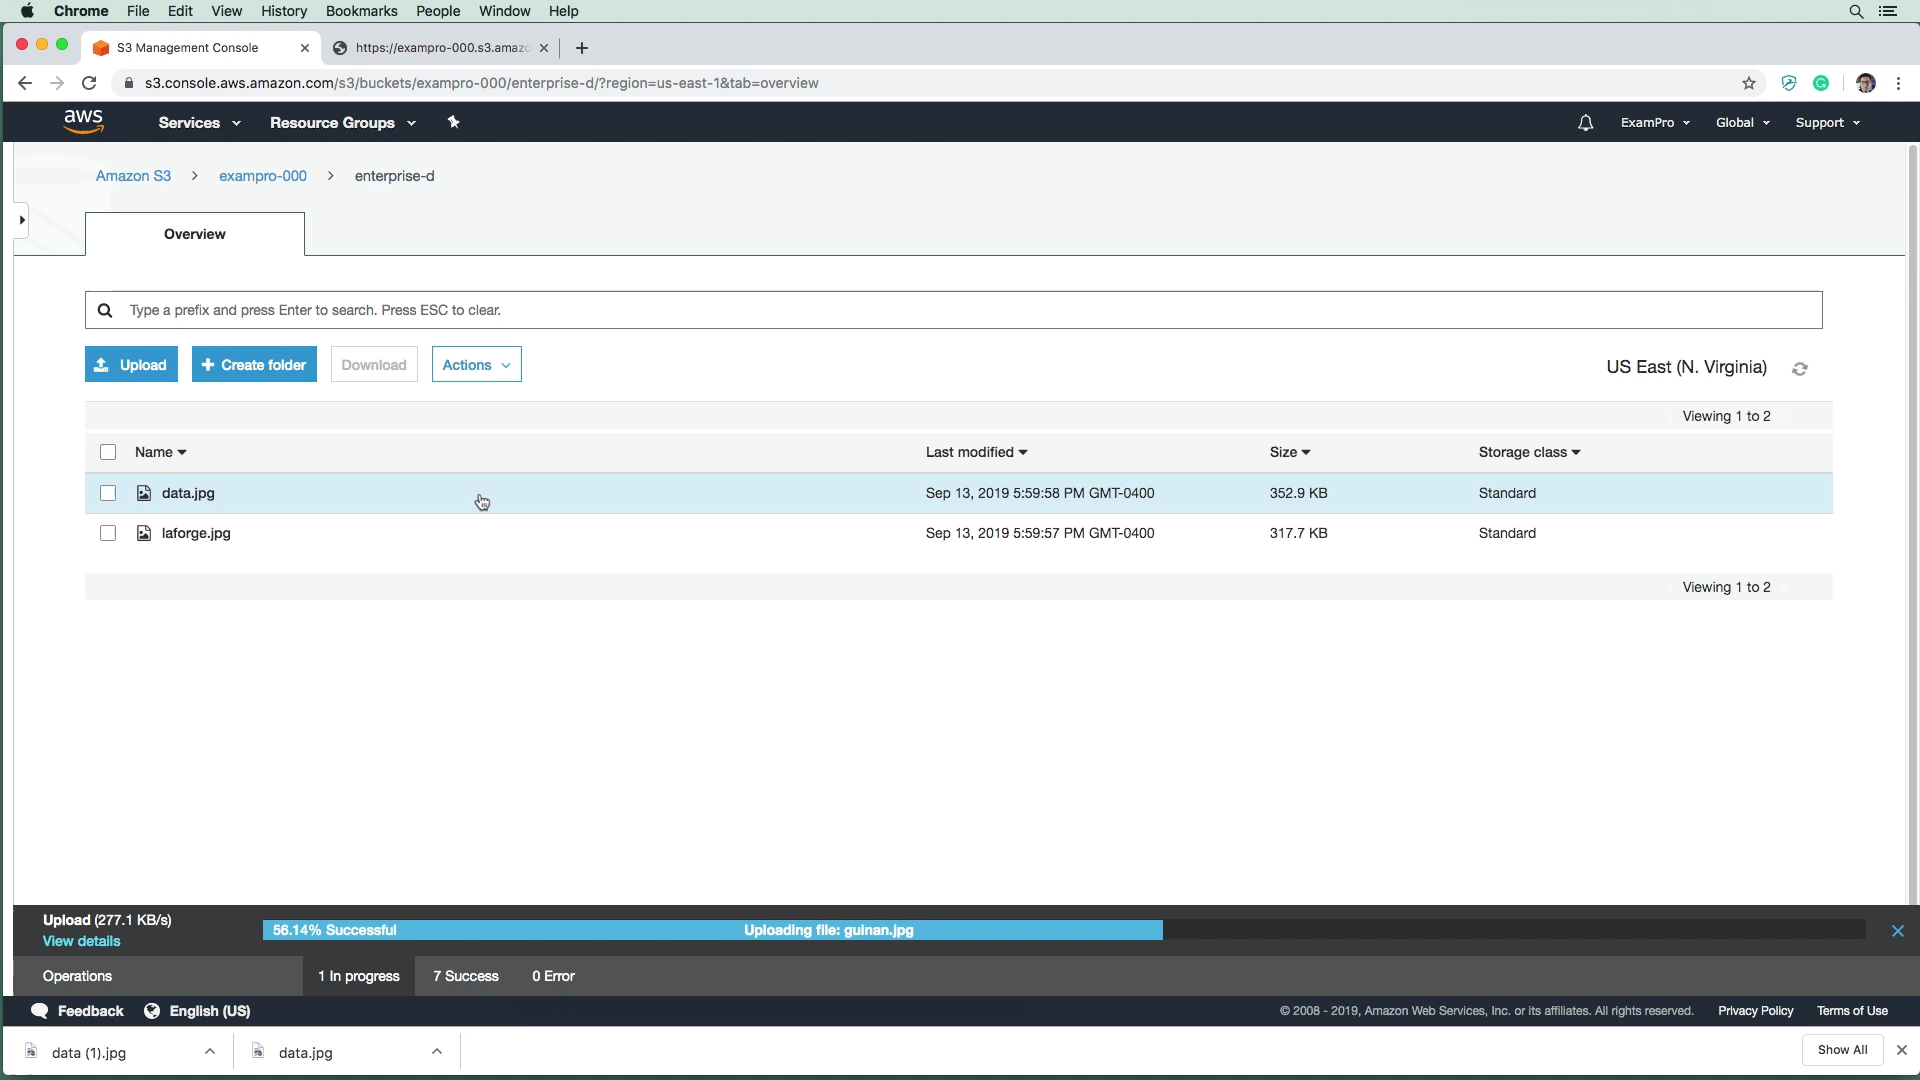 Chrome File Edit View History Bookmarks People Window Help
S3 Management Console
https://exampro-000.s3.amazo
s3.console.aws.amazon.com/s3/buckets/exampro-000/enterprise-d/?region=us-east-1&tab=overview
aws Services Resource Groups ExamPro Global Support
Amazon S3 > exampro-000 > enterprise-d
Overview
Type a prefix and press Enter to search. Press ESC to clear.
Upload + Create folder Download Actions US East (N. Virginia)
Viewing 1 to 2
Name Last modified Size Storage class
data.jpg Sep 13, 2019 5:59:58 PM GMT-0400 352.9 KB Standard
laforge.jpg Sep 13, 2019 5:59:57 PM GMT-0400 317.7 KB Standard
Viewing 1 to 2
Upload (277.1 KB/s) 56.14% Successful Uploading file: guinan.jpg
View details
Operations 1 In progress 7 Success 0 Error
Feedback English (US) © 2008 - 2019, Amazon Web Services, Inc. or its affiliates. All rights reserved. Privacy Policy Terms of Use
data (1).jpg data.jpg Show All